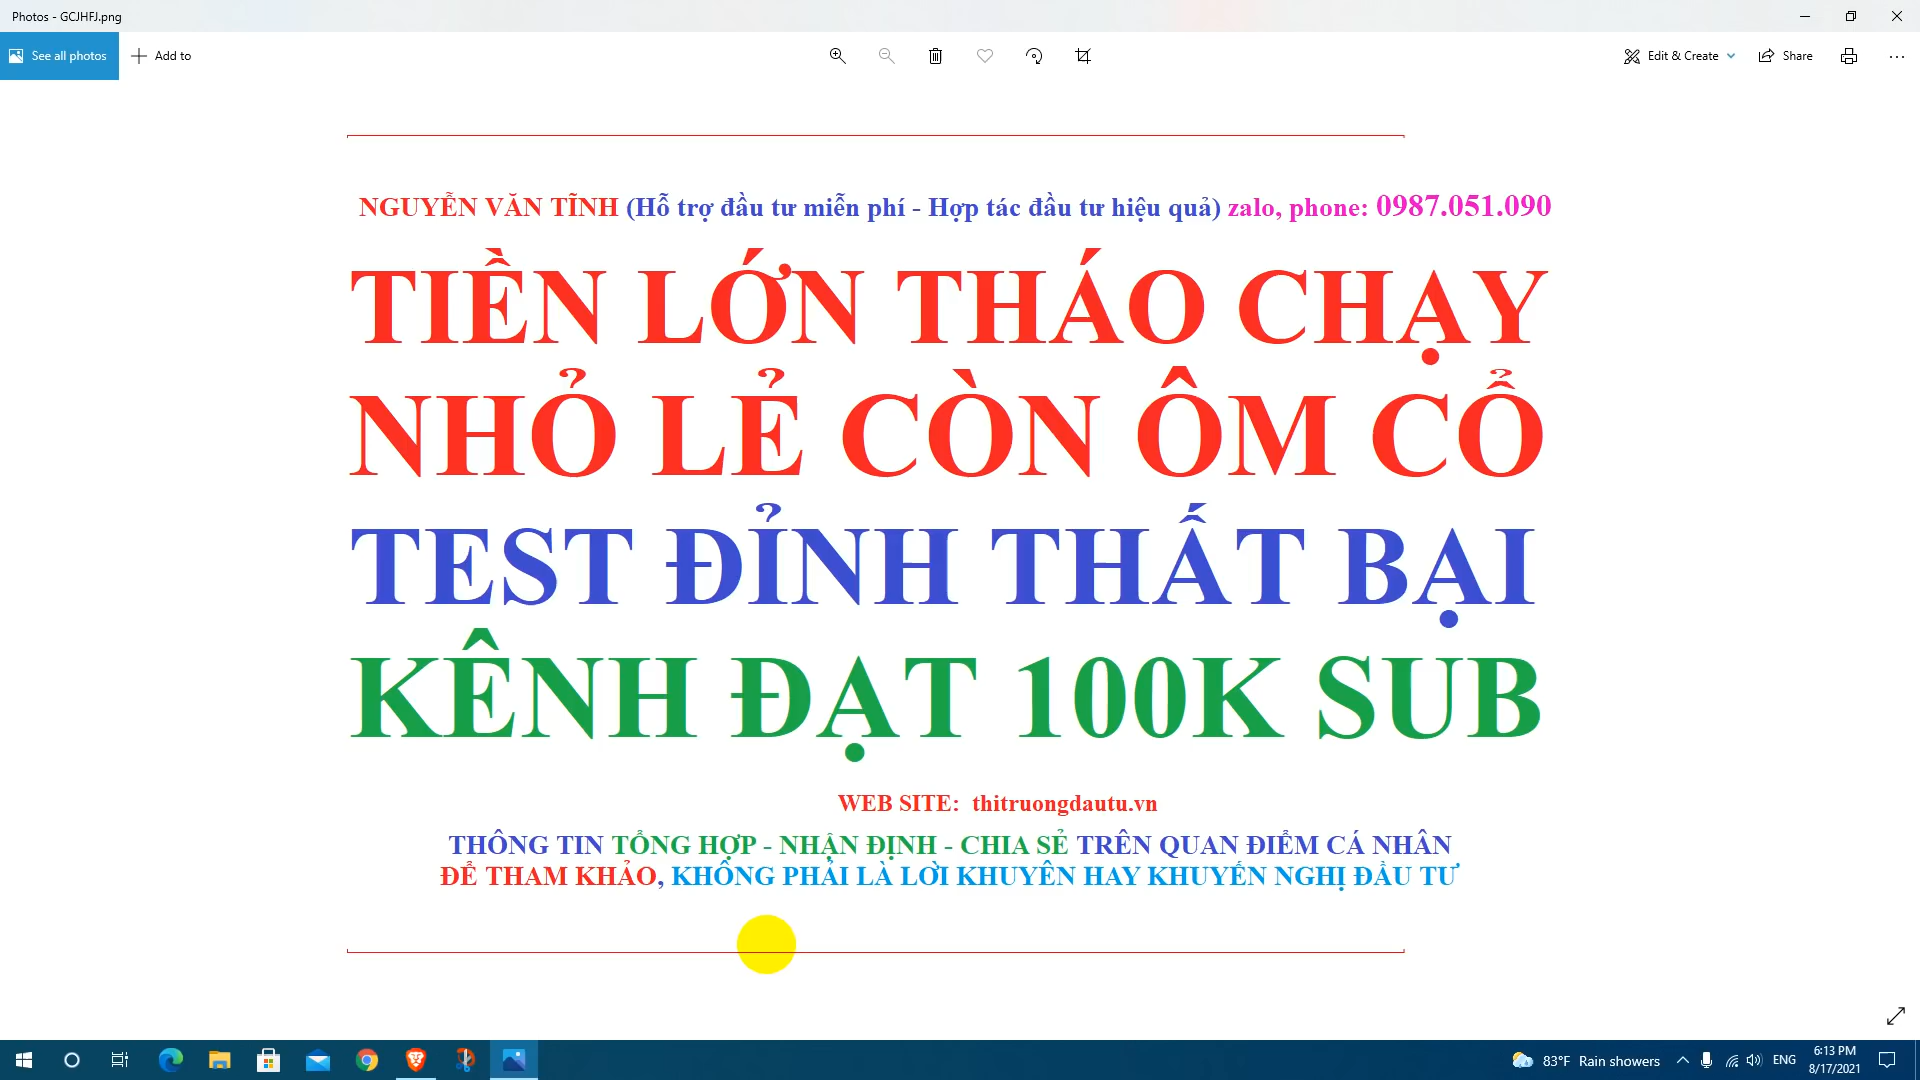 Photos - GCJHFJ.png
See all photos
Add to
Edit & Create
Share
NGUYỄN VĂN TĨNH (Hỗ trợ đầu tư miễn phí - Hợp tác đầu tư hiệu quả) zalo, phone: 0987.051.090
TIỀN LỚN THÁO CHẠY
NHỎ LẺ CÒN ÔM CỔ
TEST ĐỈNH THẤT BẠI
KÊNH ĐẠT 100K SUB
WEB SITE: thitruongdautu.vn
THÔNG TIN TỔNG HỢP - NHẬN ĐỊNH - CHIA SẺ TRÊN QUAN ĐIỂM CÁ NHÂN
ĐỂ THAM KHẢO, KHÔNG PHẢI LÀ LỜI KHUYÊN HAY KHUYẾN NGHỊ ĐẦU TƯ
83°F Rain showers
ENG
6:13 PM
8/17/2021